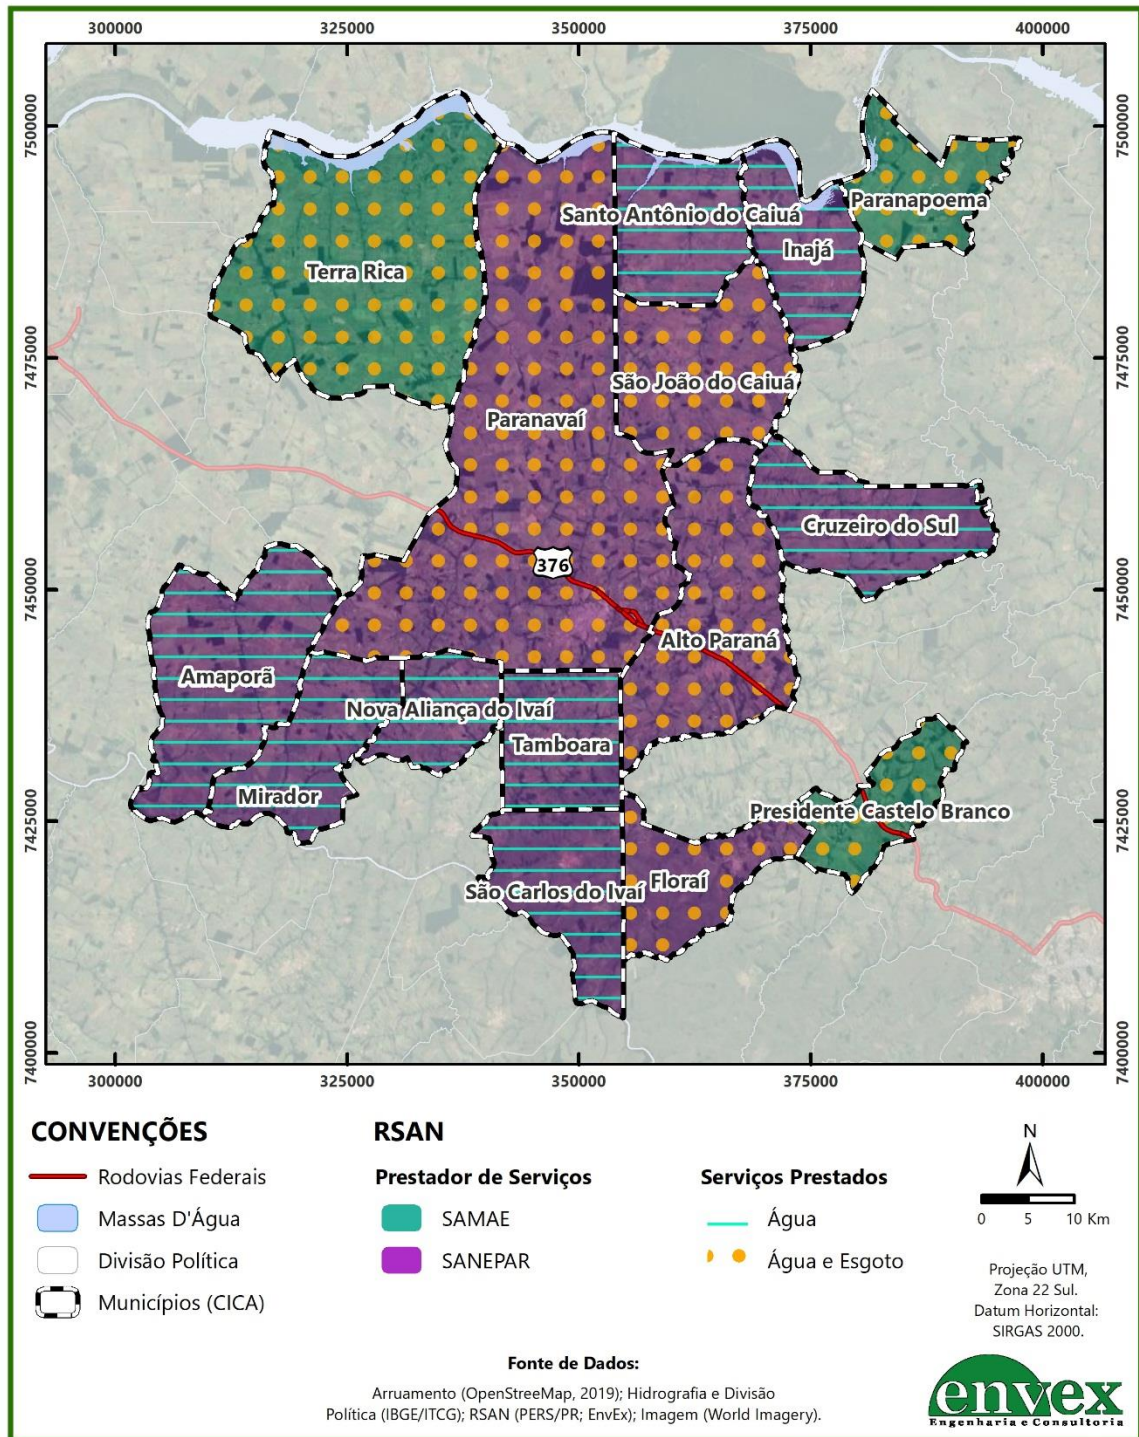 300000
325000
350000
375000
400000
7500000
7500000
Paranapoema
Santo Antônio do Caiuá
Inajá
Terra Rica
7475000
7475000
São João do Caiuá
Paranavaí
Cruzeiro do Sul
376
7450000
7450000
Alto Paraná
Amaporã
Nova Aliança do Ivaí
Tamboara
Mirador
Presidente Castelo Branco
7425000
7425000
Floraí
São Carlos do Ivaí
7400000
7400000
300000
325000
350000
375000
400000
CONVENÇÕES
Rodovias Federais
Massas D'Água
Divisão Política
Municípios (CICA)
RSAN
Prestador de Serviços
SAMAE
SANEPAR
Serviços Prestados
Água
Água e Esgoto
N
0 5 10 Km
Projeção UTM,
Zona 22 Sul.
Datum Horizontal:
SIRGAS 2000.
Fonte de Dados:
Arruamento (OpenStreeMap, 2019); Hidrografia e Divisão
Política (IBGE/ITCG); RSAN (PERS/PR; EnvEx); Imagem (World Imagery).
envex
Engenharia e Consultoria